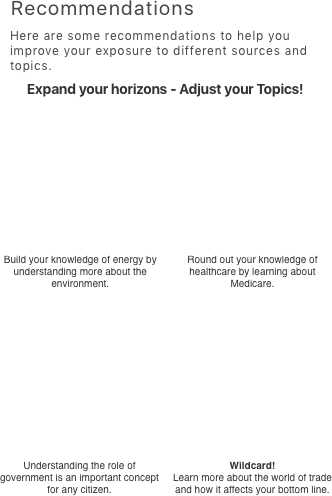 Recommendations
Here are some recommendations to help you
improve your exposure to different sources and
topics.
Expand your horizons - Adjust your Topics!
Build your knowledge of energy by
understanding more about the
environment.
Round out your knowledge of
healthcare by learning about
Medicare.
Understanding the role of
government is an important concept
for any citizen.
Wildcard!
Learn more about the world of trade
and how it affects your bottom line.